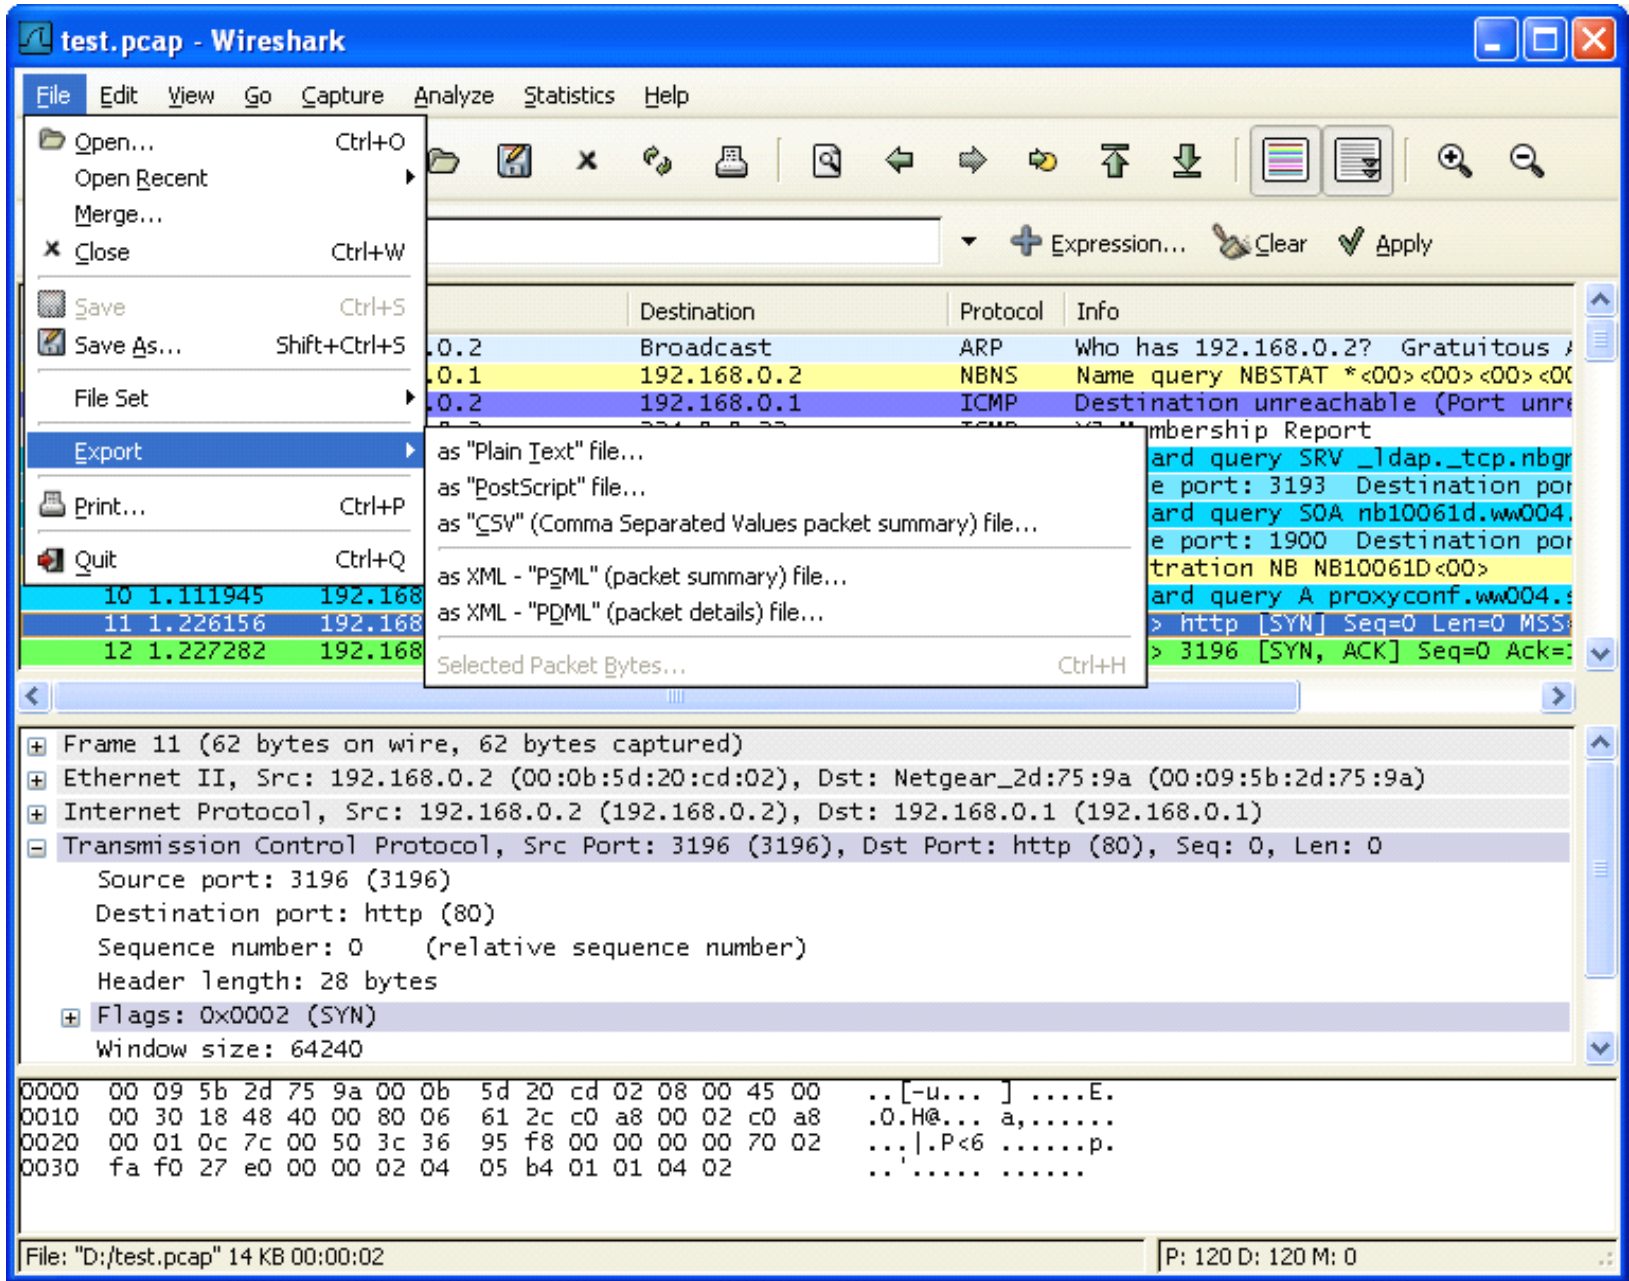 test.pcap - Wireshark
File Edit View Go Capture Analyze Statistics Help
Open... Ctrl+O
Open Recent
Merge...
Close Ctrl+W
Expression... Clear Apply
Save Ctrl+S
Save As... Shift+Ctrl+S
File Set
Export
Print... Ctrl+P
Quit Ctrl+Q
Destination Protocol Info
.0.2 Broadcast ARP Who has 192.168.0.2? Gratuitous
.0.1 192.168.0.2 NBNS Name query NBSTAT *<00><00><00><00
.0.2 192.168.0.1 ICMP Destination unreachable (Port unre
mbership Report
ard query SRV _ldap._tcp.nbgm
e port: 3193 Destination por
ard query SOA nb10061d.ww004.
e port: 1900 Destination por
tration NB NB10061D<00>
10 1.111945 192.168 ard query A proxyconf.ww004.s
11 1.226156 192.168 > http [SYN] Seq=0 Len=0 MSS=
12 1.227282 192.168 > 3196 [SYN, ACK] Seq=0 Ack=1
as "Plain Text" file...
as "PostScript" file...
as "CSV" (Comma Separated Values packet summary) file...
as XML - "PSML" (packet summary) file...
as XML - "PDML" (packet details) file...
Selected Packet Bytes... Ctrl+H
Frame 11 (62 bytes on wire, 62 bytes captured)
Ethernet II, Src: 192.168.0.2 (00:0b:5d:20:cd:02), Dst: Netgear_2d:75:9a (00:09:5b:2d:75:9a)
Internet Protocol, Src: 192.168.0.2 (192.168.0.2), Dst: 192.168.0.1 (192.168.0.1)
Transmission Control Protocol, Src Port: 3196 (3196), Dst Port: http (80), Seq: 0, Len: 0
Source port: 3196 (3196)
Destination port: http (80)
Sequence number: 0 (relative sequence number)
Header length: 28 bytes
Flags: 0x0002 (SYN)
Window size: 64240
0000 00 09 5b 2d 75 9a 00 0b 5d 20 cd 02 08 00 45 00 ..[-u... ] ....E.
0010 00 30 18 48 40 00 80 06 61 2c c0 a8 00 02 c0 a8 .0.H@... a,......
0020 00 01 0c 7c 00 50 3c 36 95 f8 00 00 00 00 70 02 ...|.P<6 ......p.
0030 fa f0 27 e0 00 00 02 04 05 b4 01 01 04 02 ..'..... ......
File: "D:/test.pcap" 14 KB 00:00:02 P: 120 D: 120 M: 0